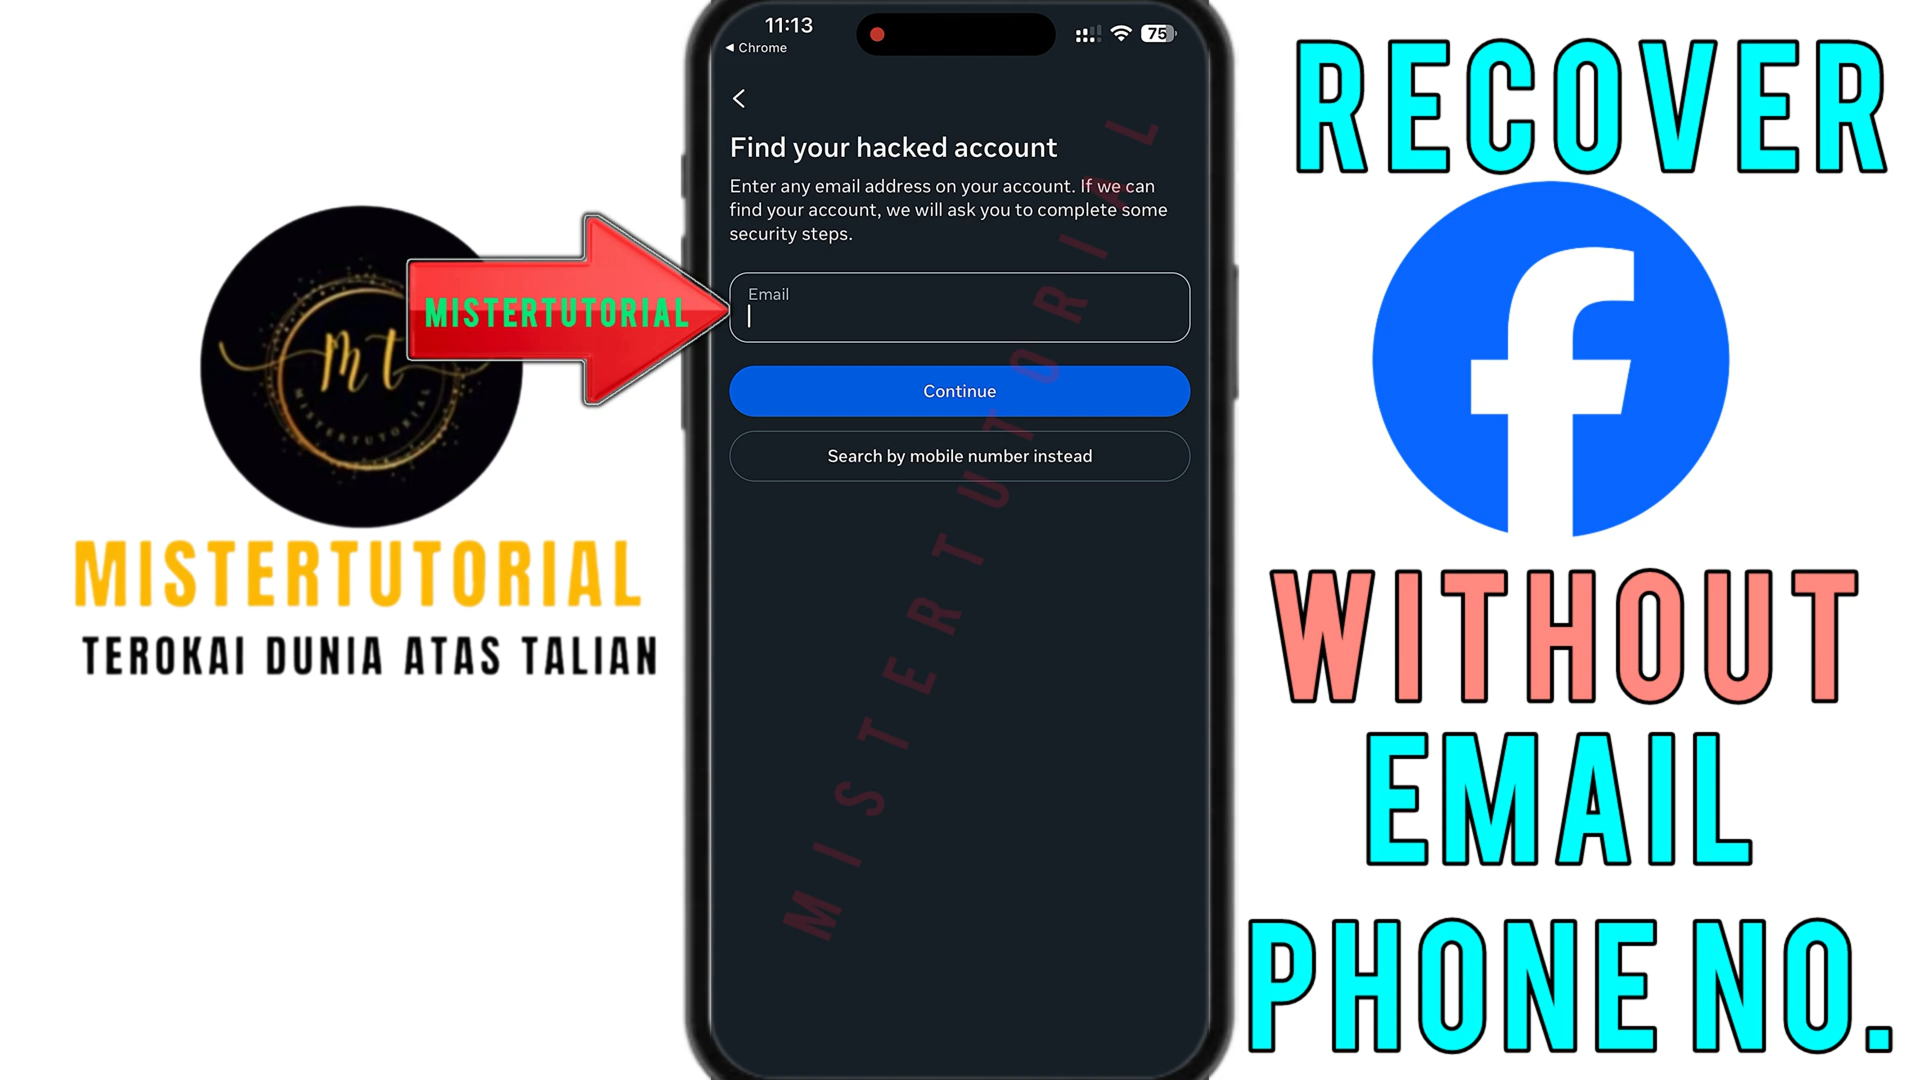 11:13
75
◀ Chrome
Find your hacked account
Enter any email address on your account. If we can
find your account, we will ask you to complete some
security steps.
Email
Continue
Search by mobile number instead
MISTERTUTORIAL
MISTERTUTORIAL
Mt
MISTERTUTORIAL
MISTERTUTORIAL
TEROKAI DUNIA ATAS TALIAN
RECOVER
f
WITHOUT
EMAIL
PHONE NO.